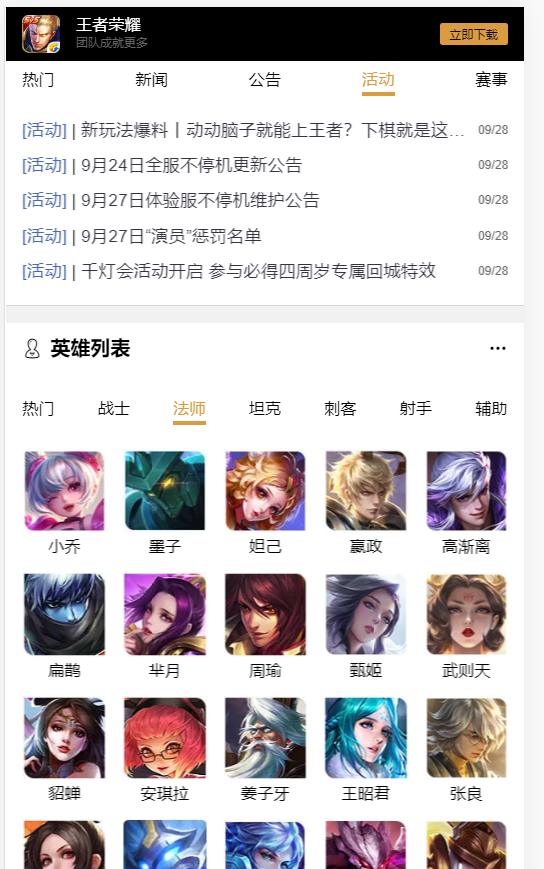 王者荣耀
团队成就更多
立即下载
热门 新闻 公告 活动 赛事
[活动] | 新玩法爆料丨动动脑子就能上王者？下棋就是这… 09/28
[活动] | 9月24日全服不停机更新公告 09/28
[活动] | 9月27日体验服不停机维护公告 09/28
[活动] | 9月27日“演员”惩罚名单 09/28
[活动] | 千灯会活动开启 参与必得四周岁专属回城特效 09/28
英雄列表 ···
热门 战士 法师 坦克 刺客 射手 辅助
小乔 墨子 妲己 嬴政 高渐离
扁鹊 芈月 周瑜 甄姬 武则天
貂蝉 安琪拉 姜子牙 王昭君 张良